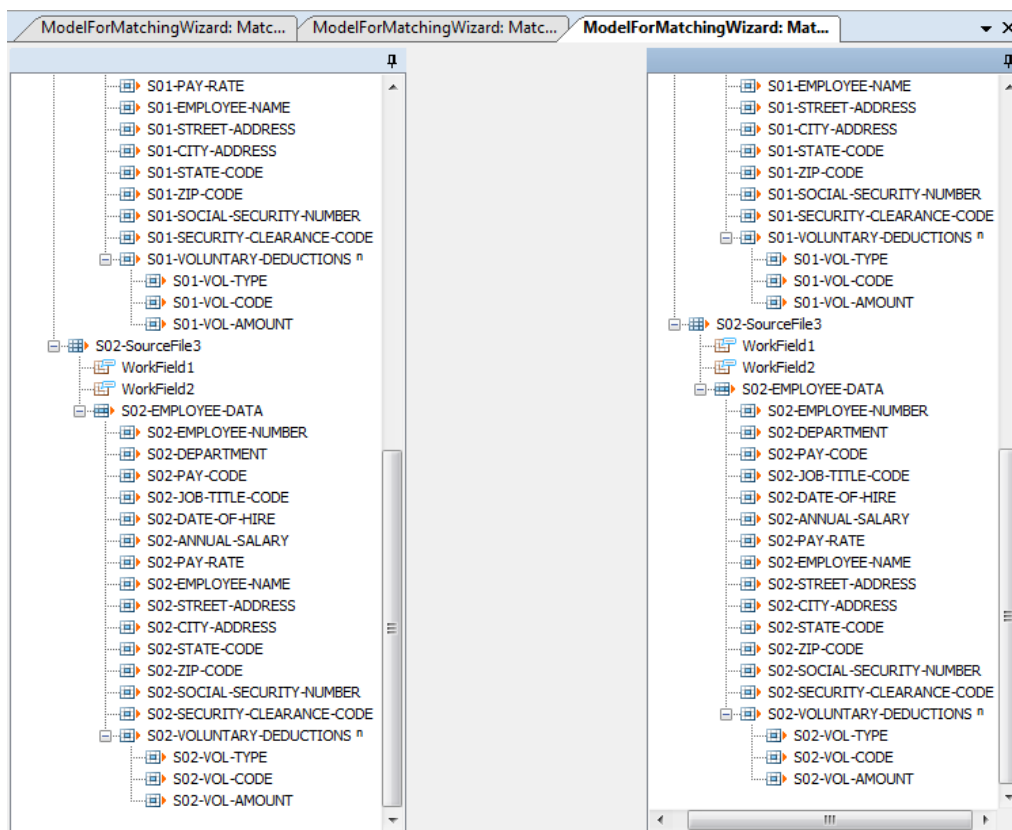 ModelForMatchingWizard: Matc...
ModelForMatchingWizard: Matc...
ModelForMatchingWizard: Mat...
S01-PAY-RATE
S01-EMPLOYEE-NAME
S01-STREET-ADDRESS
S01-CITY-ADDRESS
S01-STATE-CODE
S01-ZIP-CODE
S01-SOCIAL-SECURITY-NUMBER
S01-SECURITY-CLEARANCE-CODE
S01-VOLUNTARY-DEDUCTIONS n
S01-VOL-TYPE
S01-VOL-CODE
S01-VOL-AMOUNT
S02-SourceFile3
WorkField1
WorkField2
S02-EMPLOYEE-DATA
S02-EMPLOYEE-NUMBER
S02-DEPARTMENT
S02-PAY-CODE
S02-JOB-TITLE-CODE
S02-DATE-OF-HIRE
S02-ANNUAL-SALARY
S02-PAY-RATE
S02-EMPLOYEE-NAME
S02-STREET-ADDRESS
S02-CITY-ADDRESS
S02-STATE-CODE
S02-ZIP-CODE
S02-SOCIAL-SECURITY-NUMBER
S02-SECURITY-CLEARANCE-CODE
S02-VOLUNTARY-DEDUCTIONS n
S02-VOL-TYPE
S02-VOL-CODE
S02-VOL-AMOUNT
S01-EMPLOYEE-NAME
S01-STREET-ADDRESS
S01-CITY-ADDRESS
S01-STATE-CODE
S01-ZIP-CODE
S01-SOCIAL-SECURITY-NUMBER
S01-SECURITY-CLEARANCE-CODE
S01-VOLUNTARY-DEDUCTIONS n
S01-VOL-TYPE
S01-VOL-CODE
S01-VOL-AMOUNT
S02-SourceFile3
WorkField1
WorkField2
S02-EMPLOYEE-DATA
S02-EMPLOYEE-NUMBER
S02-DEPARTMENT
S02-PAY-CODE
S02-JOB-TITLE-CODE
S02-DATE-OF-HIRE
S02-ANNUAL-SALARY
S02-PAY-RATE
S02-EMPLOYEE-NAME
S02-STREET-ADDRESS
S02-CITY-ADDRESS
S02-STATE-CODE
S02-ZIP-CODE
S02-SOCIAL-SECURITY-NUMBER
S02-SECURITY-CLEARANCE-CODE
S02-VOLUNTARY-DEDUCTIONS n
S02-VOL-TYPE
S02-VOL-CODE
S02-VOL-AMOUNT